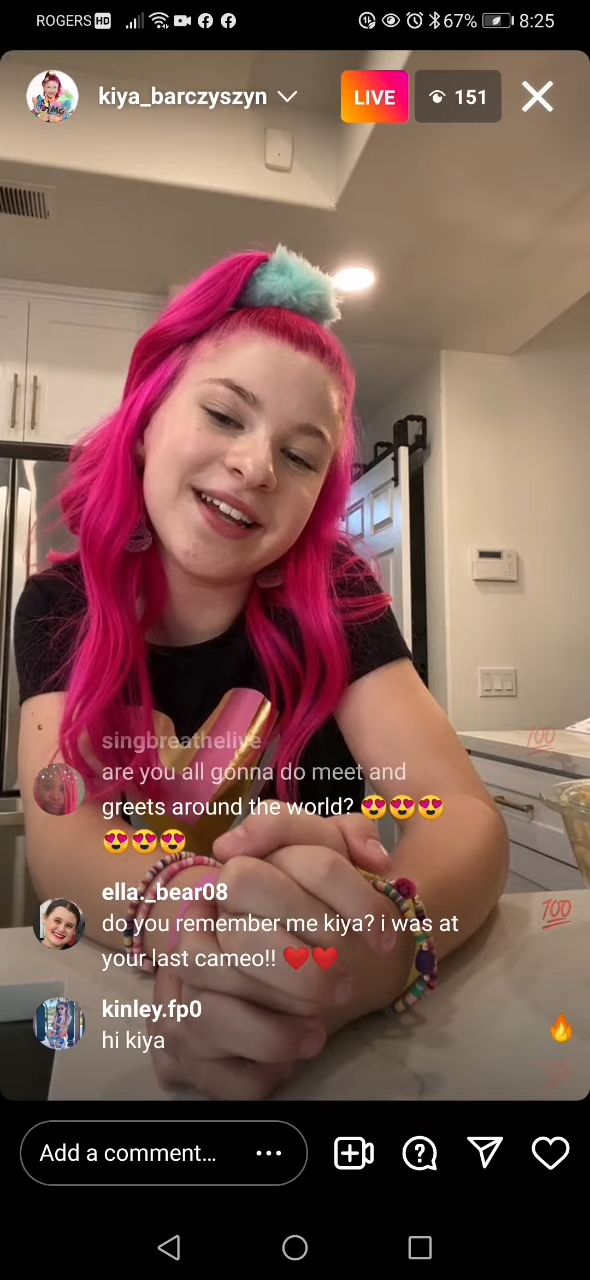 ROGERS HD
67% 8:25
kiya_barczyszyn
LIVE
151
singbreathelive
are you all gonna do meet and
greets around the world? 😍😍😍
😍😍😍
ella._bear08
do you remember me kiya? i was at
your last cameo!! ❤️❤️
kinley.fp0
hi kiya
100
100
Add a comment...